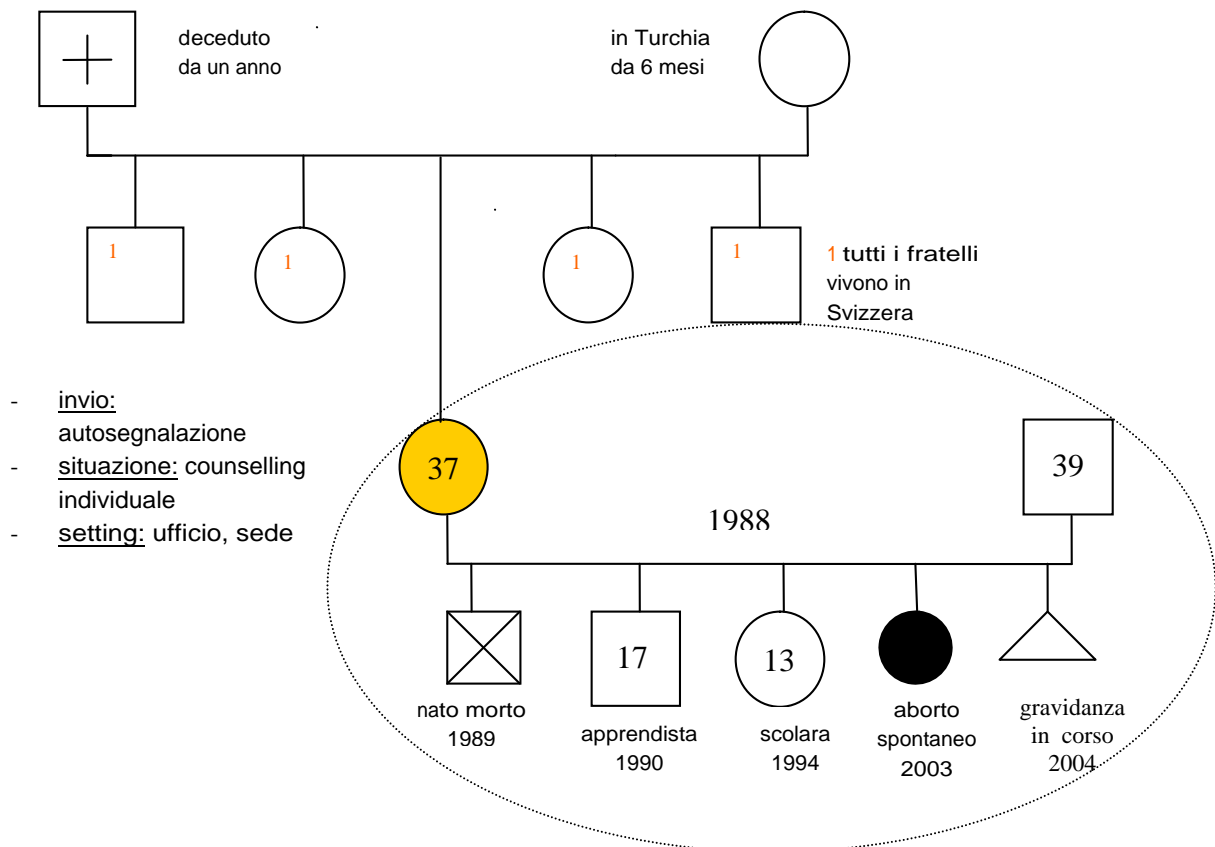 deceduto
da un anno
in Turchia
da 6 mesi
1
1
1
1
1 tutti i fratelli
vivono in
Svizzera
- invio:
autosegnalazione
- situazione: counselling
individuale
- setting: ufficio, sede
37
39
1988
17
13
nato morto
1989
apprendista
1990
scolara
1994
aborto
spontaneo
2003
gravidanza
in corso
2004